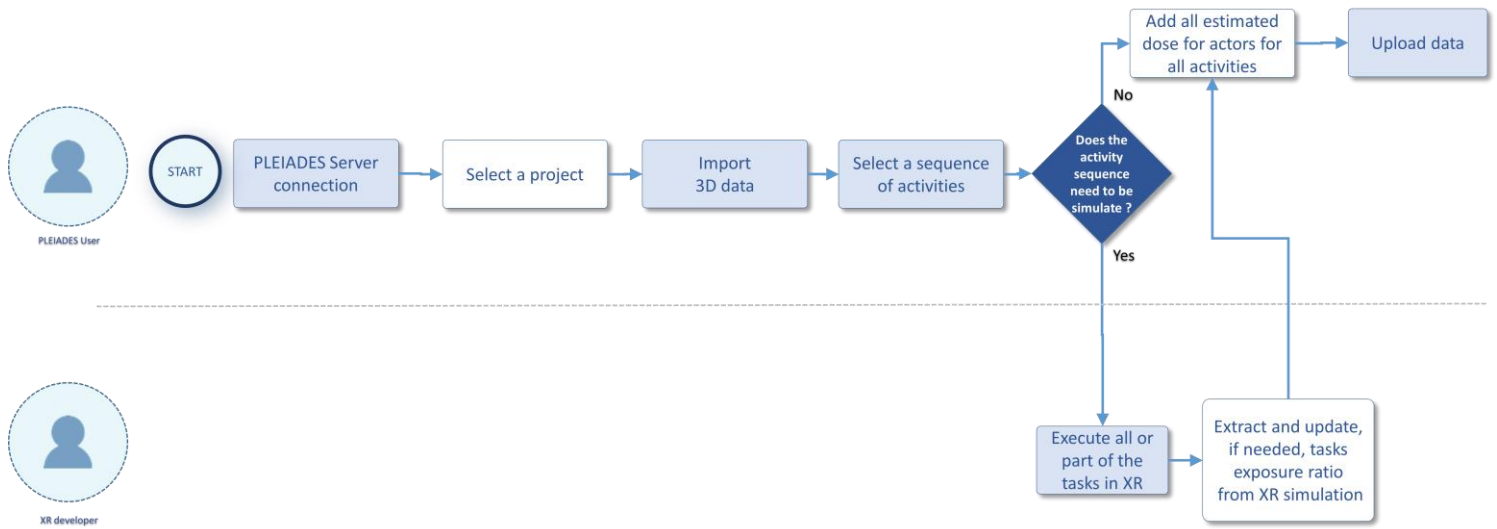 Add all estimated
dose for actors for
all activities
Upload data
No
START
PLEIADES Server
connection
Select a project
Import
3D data
Select a sequence
of activities
Does the
activity
sequence
need to be
simulate ?
PLEIADES User
Yes
Execute all or
part of the
tasks in XR
Extract and update,
if needed, tasks
exposure ratio
from XR simulation
XR developer